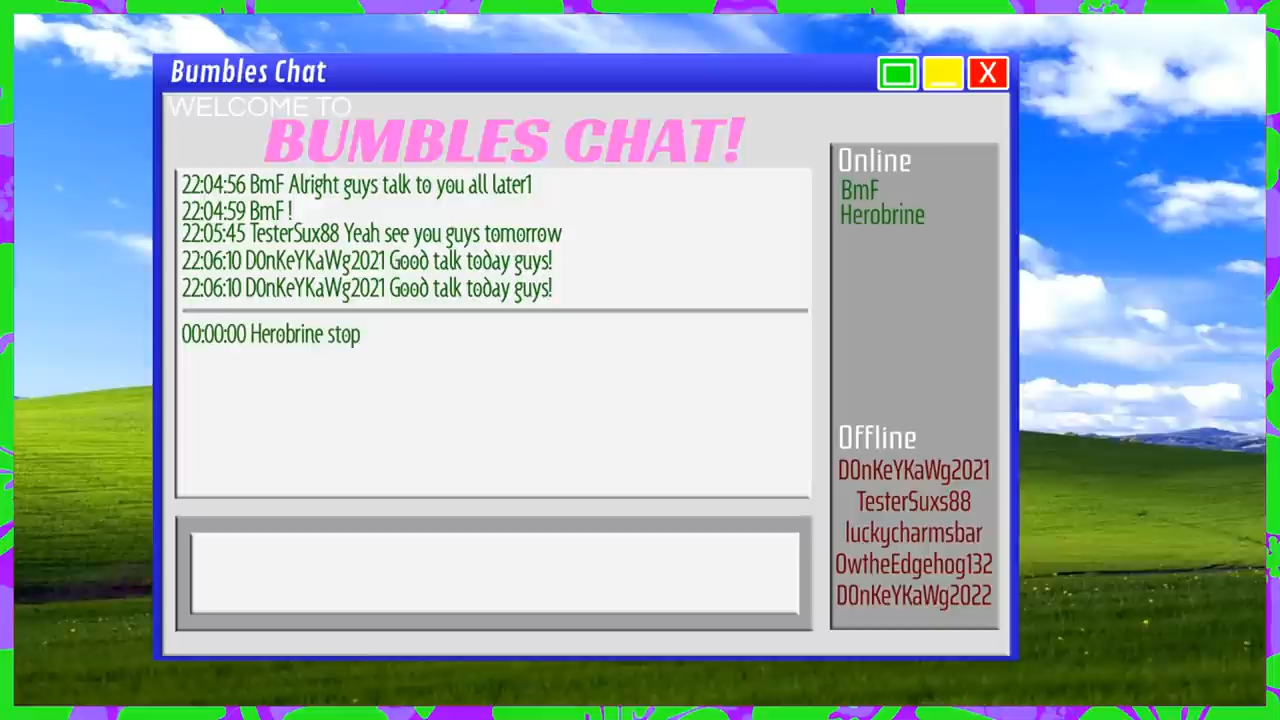 Bumbles Chat
X
WELCOME TO
BUMBLES CHAT!
22:04:56 BmF Alright guys talk to you all later1
22:04:59 BmF !
22:05:45 TesterSux88 Yeah see you guys tomorrow
22:06:10 D0nKeYKaWg2021 Good talk today guys!
22:06:10 D0nKeYKaWg2021 Good talk today guys!
00:00:00 Herobrine stop
Online
BmF
Herobrine
Offline
D0nKeYKaWg2021
TesterSuxs88
luckycharmsbar
OwtheEdgehog132
D0nKeYKaWg2022